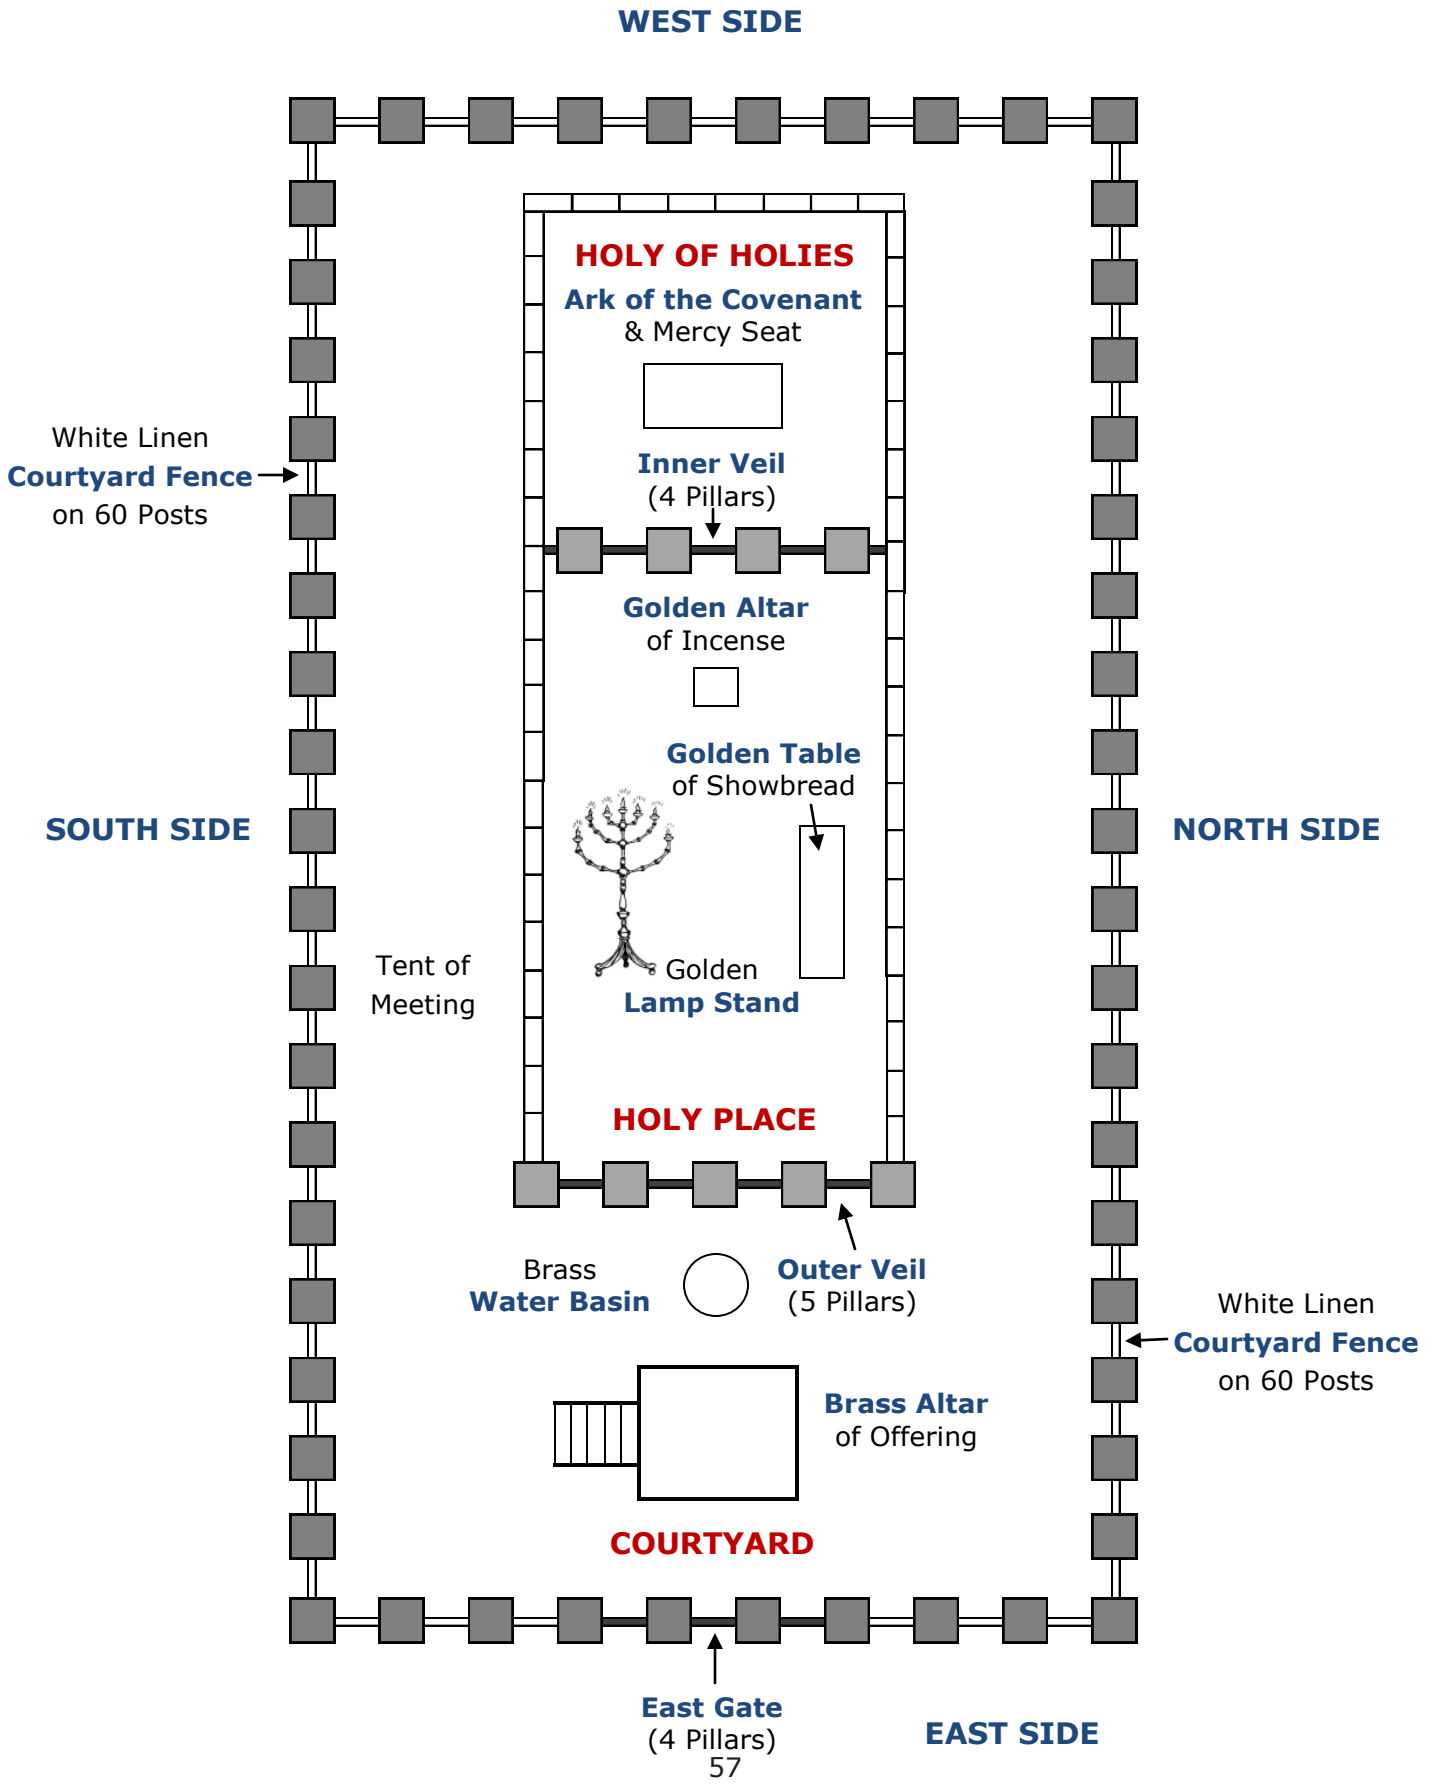 WEST SIDE
HOLY OF HOLIES
Ark of the Covenant
& Mercy Seat
White Linen
Courtyard Fence
on 60 Posts
Inner Veil
(4 Pillars)
Golden Altar
of Incense
Golden Table
of Showbread
SOUTH SIDE
NORTH SIDE
Tent of
Meeting
Golden
Lamp Stand
HOLY PLACE
Brass
Water Basin
Outer Veil
(5 Pillars)
White Linen
Courtyard Fence
on 60 Posts
Brass Altar
of Offering
COURTYARD
East Gate
(4 Pillars)
EAST SIDE
57